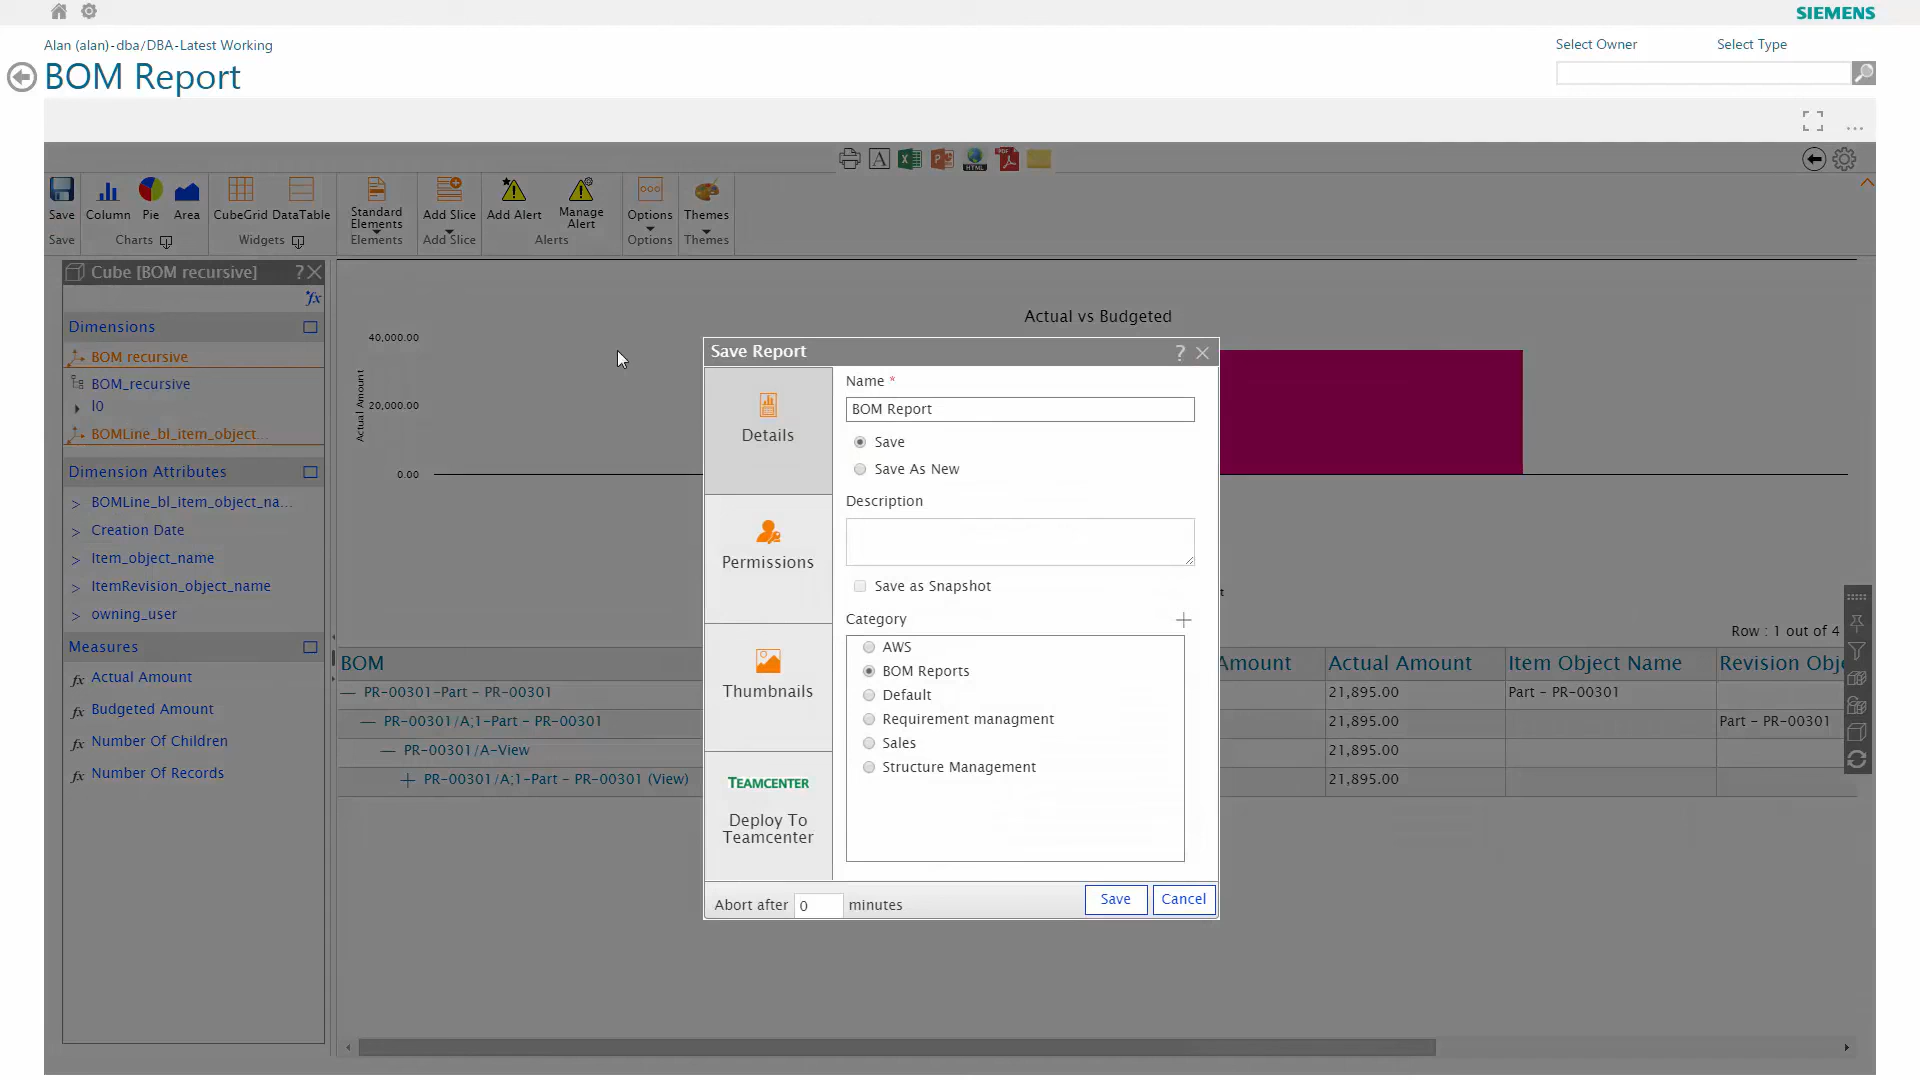 SIEMENS
Alan (alan)-dba/DBA-Latest Working
Select Owner
Select Type
BOM Report
...
A
HTML
PDF
Save
Column
Pie
Area
CubeGrid
DataTable
Standard
Elements
Add Slice
Add Alert
Manage
Alert
Options
Themes
Save
Charts
Widgets
Elements
Add Slice
Alerts
Options
Themes
Cube [BOM recursive]
?
fx
Dimensions
BOM recursive
BOM_recursive
l0
BOMLine_bl_item_object...
Dimension Attributes
> BOMLine_bl_item_object_na...
> Creation Date
> Item_object_name
> ItemRevision_object_name
> owning_user
Measures
fx Actual Amount
fx Budgeted Amount
fx Number Of Children
fx Number Of Records
Actual vs Budgeted
Actual Amount
40,000.00
20,000.00
0.00
t
Row : 1 out of 4
BOM
Amount
Actual Amount
Item Object Name
Revision Obj
PR-00301-Part - PR-00301
21,895.00
Part - PR-00301
PR-00301/A;1-Part - PR-00301
21,895.00
Part - PR-00301
PR-00301/A-View
21,895.00
PR-00301/A;1-Part - PR-00301 (View)
21,895.00
Save Report
?
Details
Permissions
Thumbnails
TEAMCENTER
Deploy To
Teamcenter
Name *
BOM Report
Save
Save As New
Description
Save as Snapshot
Category
AWS
BOM Reports
Default
Requirement managment
Sales
Structure Management
Abort after 0 minutes
Save
Cancel